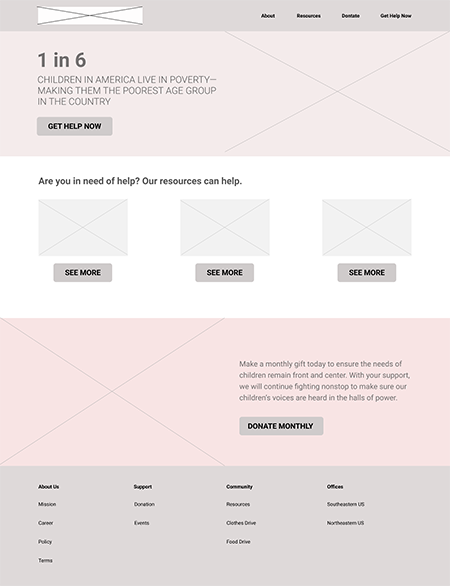 About Resources Dontate Get Help Now
1 in 6
CHILDREN IN AMERICA LIVE IN POVERTY—
MAKING THEM THE POOREST AGE GROUP
IN THE COUNTRY
GET HELP NOW
Are you in need of help? Our resources can help.
SEE MORE SEE MORE SEE MORE
Make a monthly gift today to ensure the needs of
children remain front and center. With your support,
we will continue fighting nonstop to make sure our
children's voices are heard in the halls of power.
DONATE MONTHLY
About Us Support Community Offices
Mission Donation Resources Southeastern US
Career Events Clothes Drive Northeastern US
Policy Food Drive
Terms